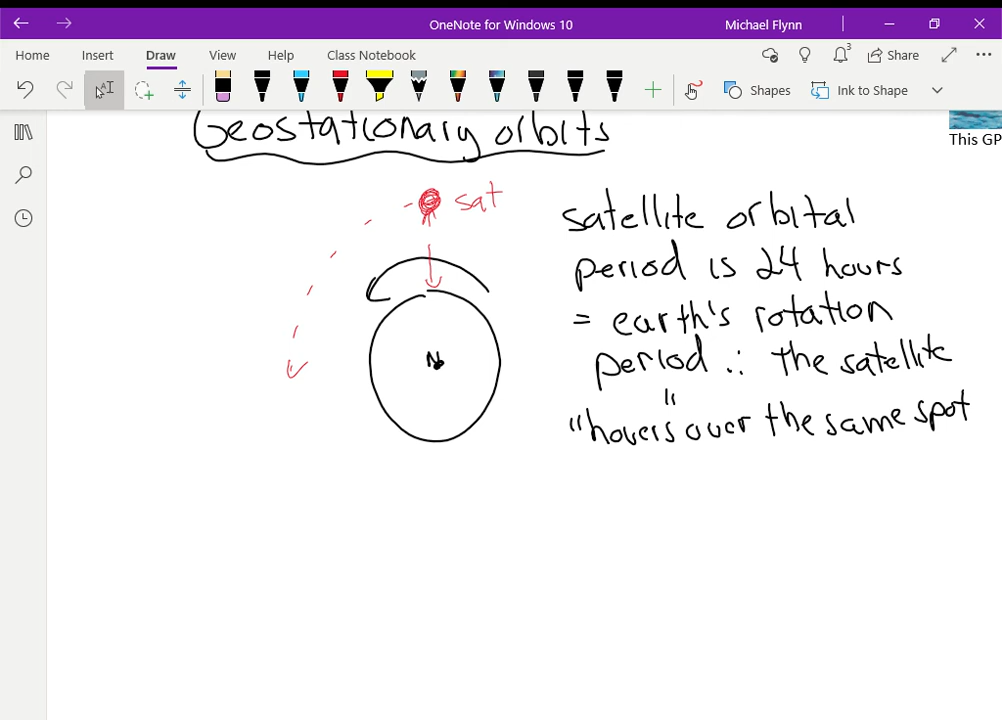 OneNote for Windows 10
Michael Flynn
Home Insert Draw View Help Class Notebook
3
Share
Shapes
Ink to Shape
Geostationary orbits
This GP
sat
N
satellite orbital
period is 24 hours
= earth's rotation
period ∴ the satellite
"hovers" over the same spot